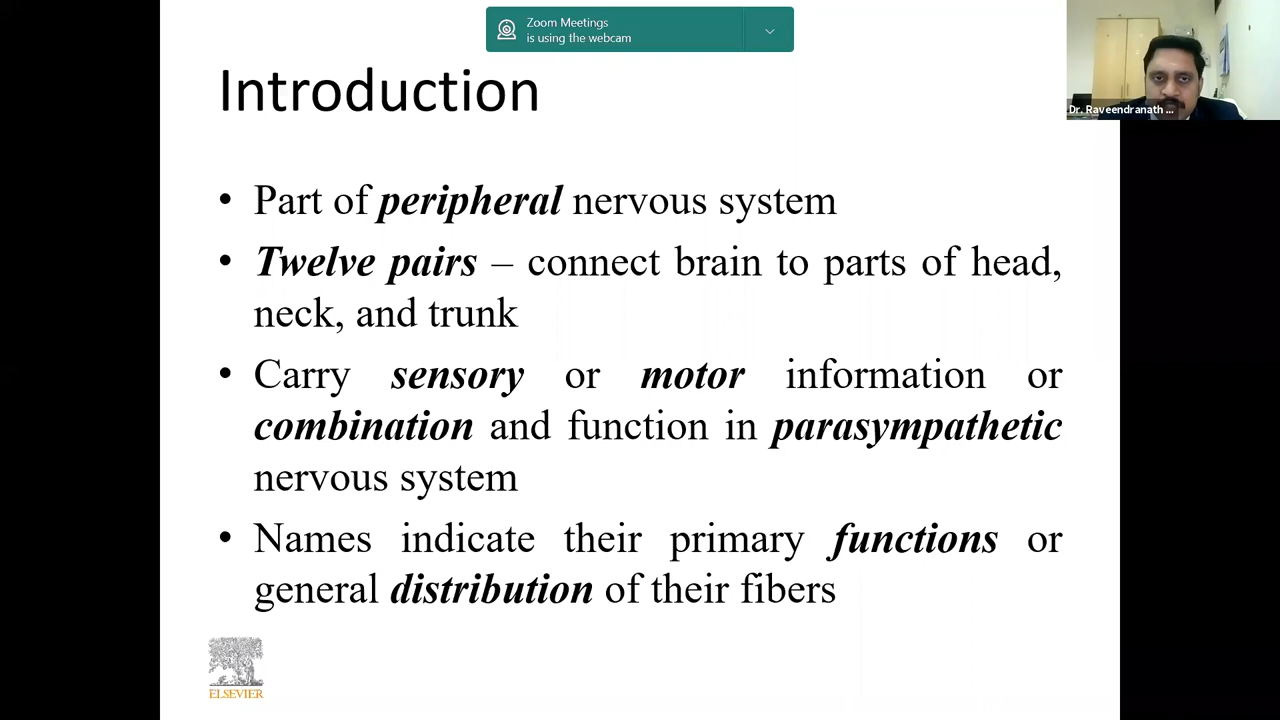 Zoom Meetings
is using the webcam
Introduction
Dr. Raveendranath ...
• Part of peripheral nervous system
• Twelve pairs – connect brain to parts of head,
neck, and trunk
• Carry sensory or motor information or
combination and function in parasympathetic
nervous system
• Names indicate their primary functions or
general distribution of their fibers
ELSEVIER